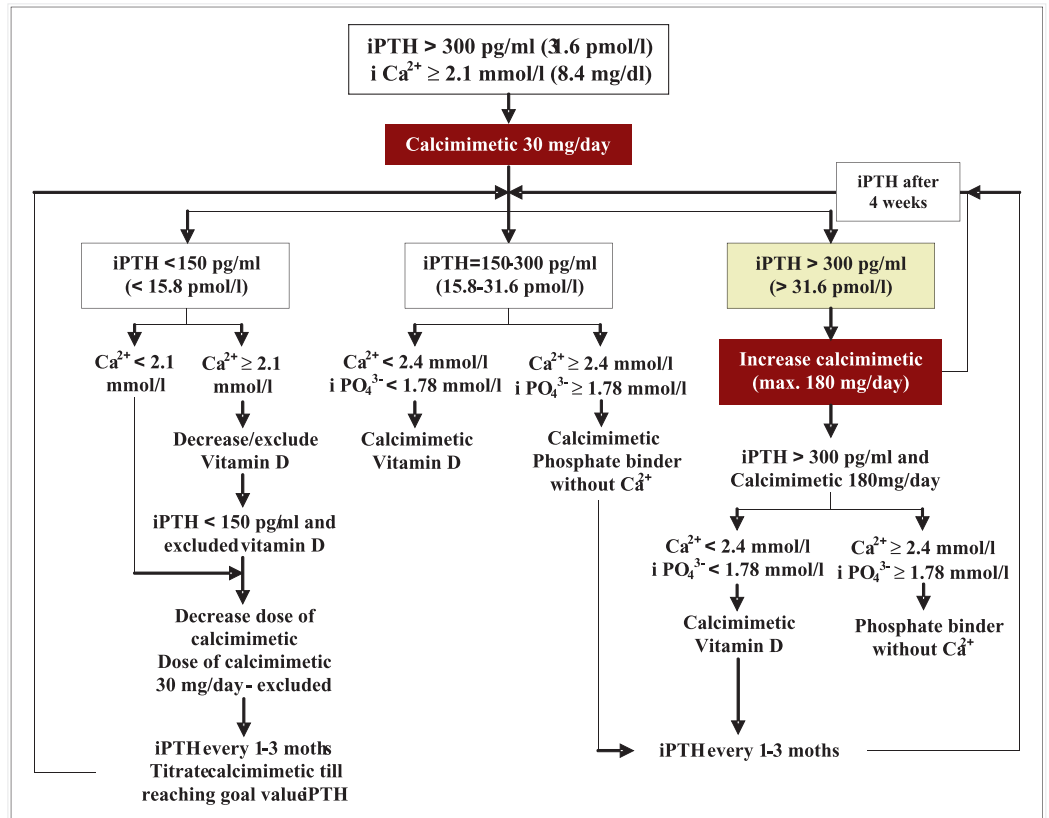 iPTH > 300 pg/ml (31.6 pmol/l)
i Ca²⁺ ≥ 2.1 mmol/l (8.4 mg/dl)
Calcimimetic 30 mg/day
iPTH after
4 weeks
iPTH < 150 pg/ml
(< 15.8 pmol/l)
iPTH=150-300 pg/ml
(15.8-31.6 pmol/l)
iPTH > 300 pg/ml
(> 31.6 pmol/l)
Ca²⁺ < 2.1
mmol/l
Ca²⁺ ≥ 2.1
mmol/l
Ca²⁺ < 2.4 mmol/l
i PO₄³⁻ < 1.78 mmol/l
Ca²⁺ ≥ 2.4 mmol/l
i PO₄³⁻ ≥ 1.78 mmol/l
Increase calcimimetic
(max. 180 mg/day)
Decrease/exclude
Vitamin D
Calcimimetic
Vitamin D
Calcimimetic
Phosphate binder
without Ca²⁺
iPTH > 300 pg/ml and
Calcimimetic 180mg/day
iPTH < 150 pg/ml and
excluded vitamin D
Ca²⁺ < 2.4 mmol/l
i PO₄³⁻ < 1.78 mmol/l
Ca²⁺ ≥ 2.4 mmol/l
i PO₄³⁻ ≥ 1.78 mmol/l
Decrease dose of
calcimimetic
Dose of calcimimetic
30 mg/day - excluded
Calcimimetic
Vitamin D
Phosphate binder
without Ca²⁺
iPTH every 1-3 moths
Titrate calcimimetic till
reaching goal value iPTH
iPTH every 1-3 moths